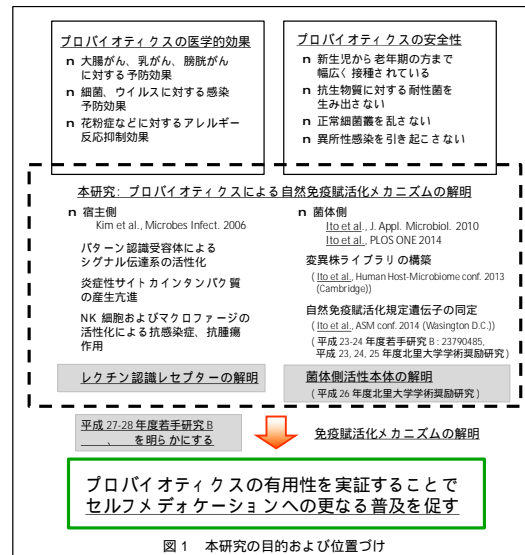 プロバイオティクスの医学的効果
n 大腸がん、乳がん、膀胱がん
に対する予防効果
n 細菌、ウイルスに対する感染
予防効果
n 花粉症などに対するアレルギー
反応抑制効果
プロバイオティクスの安全性
n 新生児から老年期の方まで
幅広く接種されている
n 抗生物質に対する耐性菌を
生み出さない
n 正常細菌叢を乱さない
n 異所性感染を引き起こさない
本研究: プロバイオティクスによる自然免疫賦活化メカニズムの解明
n 宿主側
Kim et al., Microbes Infect. 2006
パターン認識受容体による
シグナル伝達系の活性化
炎症性サイトカインタンパク質
の産生亢進
NK 細胞およびマクロファージの
活性化による抗感染症、抗腫瘍
作用
レクチン認識レセプターの解明
n 菌体側
Ito et al., J. Appl. Microbiol. 2010
Ito et al., PLOS ONE 2014
変異株ライブラリの構築
( Ito et al., Human Host-Microbiome conf. 2013
(Cambridge))
自然免疫賦活化規定遺伝子の同定
( Ito et al., ASM conf. 2014 (Wasington D.C.))
( 平成 23-24 年度若手研究 B : 23790485,
平成 23, 24, 25 年度北里大学学術奨励研究 )
菌体側活性本体の解明
( 平成 26 年度北里大学学術奨励研究 )
平成 27-28 年度若手研究 B
、 を明らかにする
免疫賦活化メカニズムの解明
プロバイオティクスの有用性を実証することで
セルフメディケーションへの更なる普及を促す
図 1 本研究の目的および位置づけ